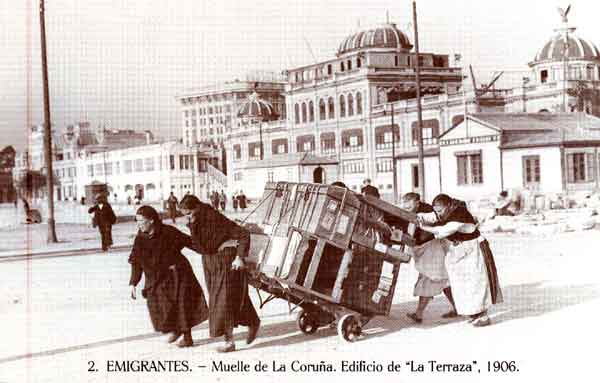 2. EMIGRANTES. – Muelle de La Coruña. Edificio de “La Terraza”, 1906.